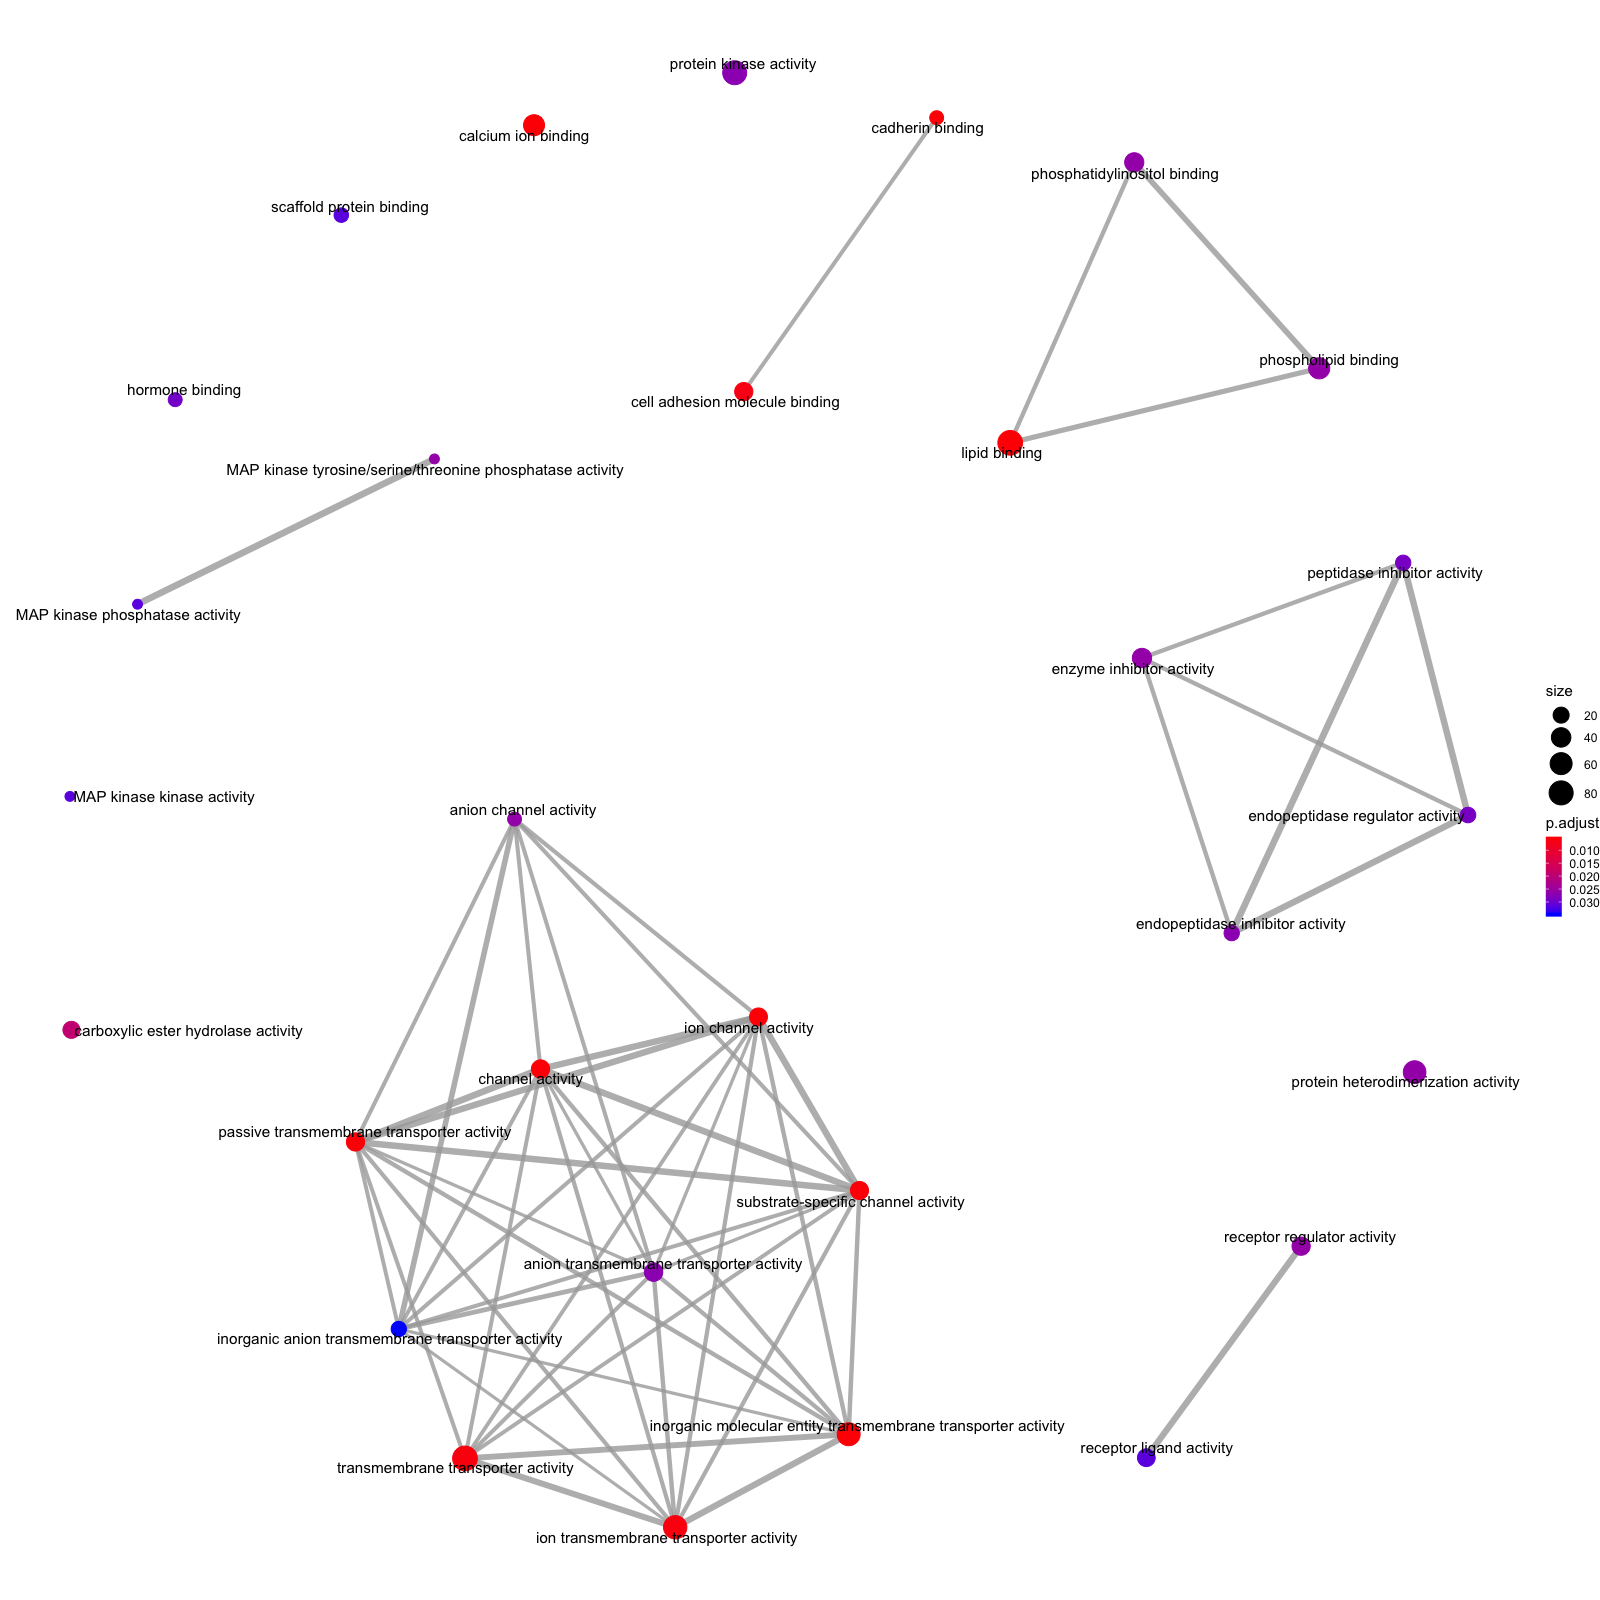 protein kinase activity
cadherin binding
calcium ion binding
phosphatidylinositol binding
scaffold protein binding
phospholipid binding
hormone binding
cell adhesion molecule binding
lipid binding
MAP kinase tyrosine/serine/threonine phosphatase activity
peptidase inhibitor activity
MAP kinase phosphatase activity
enzyme inhibitor activity
size
20
40
60
80
p.adjust
0.010
0.015
0.020
0.025
0.030
MAP kinase kinase activity
anion channel activity
endopeptidase regulator activity
endopeptidase inhibitor activity
carboxylic ester hydrolase activity
ion channel activity
channel activity
protein heterodimerization activity
passive transmembrane transporter activity
substrate-specific channel activity
receptor regulator activity
anion transmembrane transporter activity
inorganic anion transmembrane transporter activity
inorganic molecular entity transmembrane transporter activity
receptor ligand activity
transmembrane transporter activity
ion transmembrane transporter activity